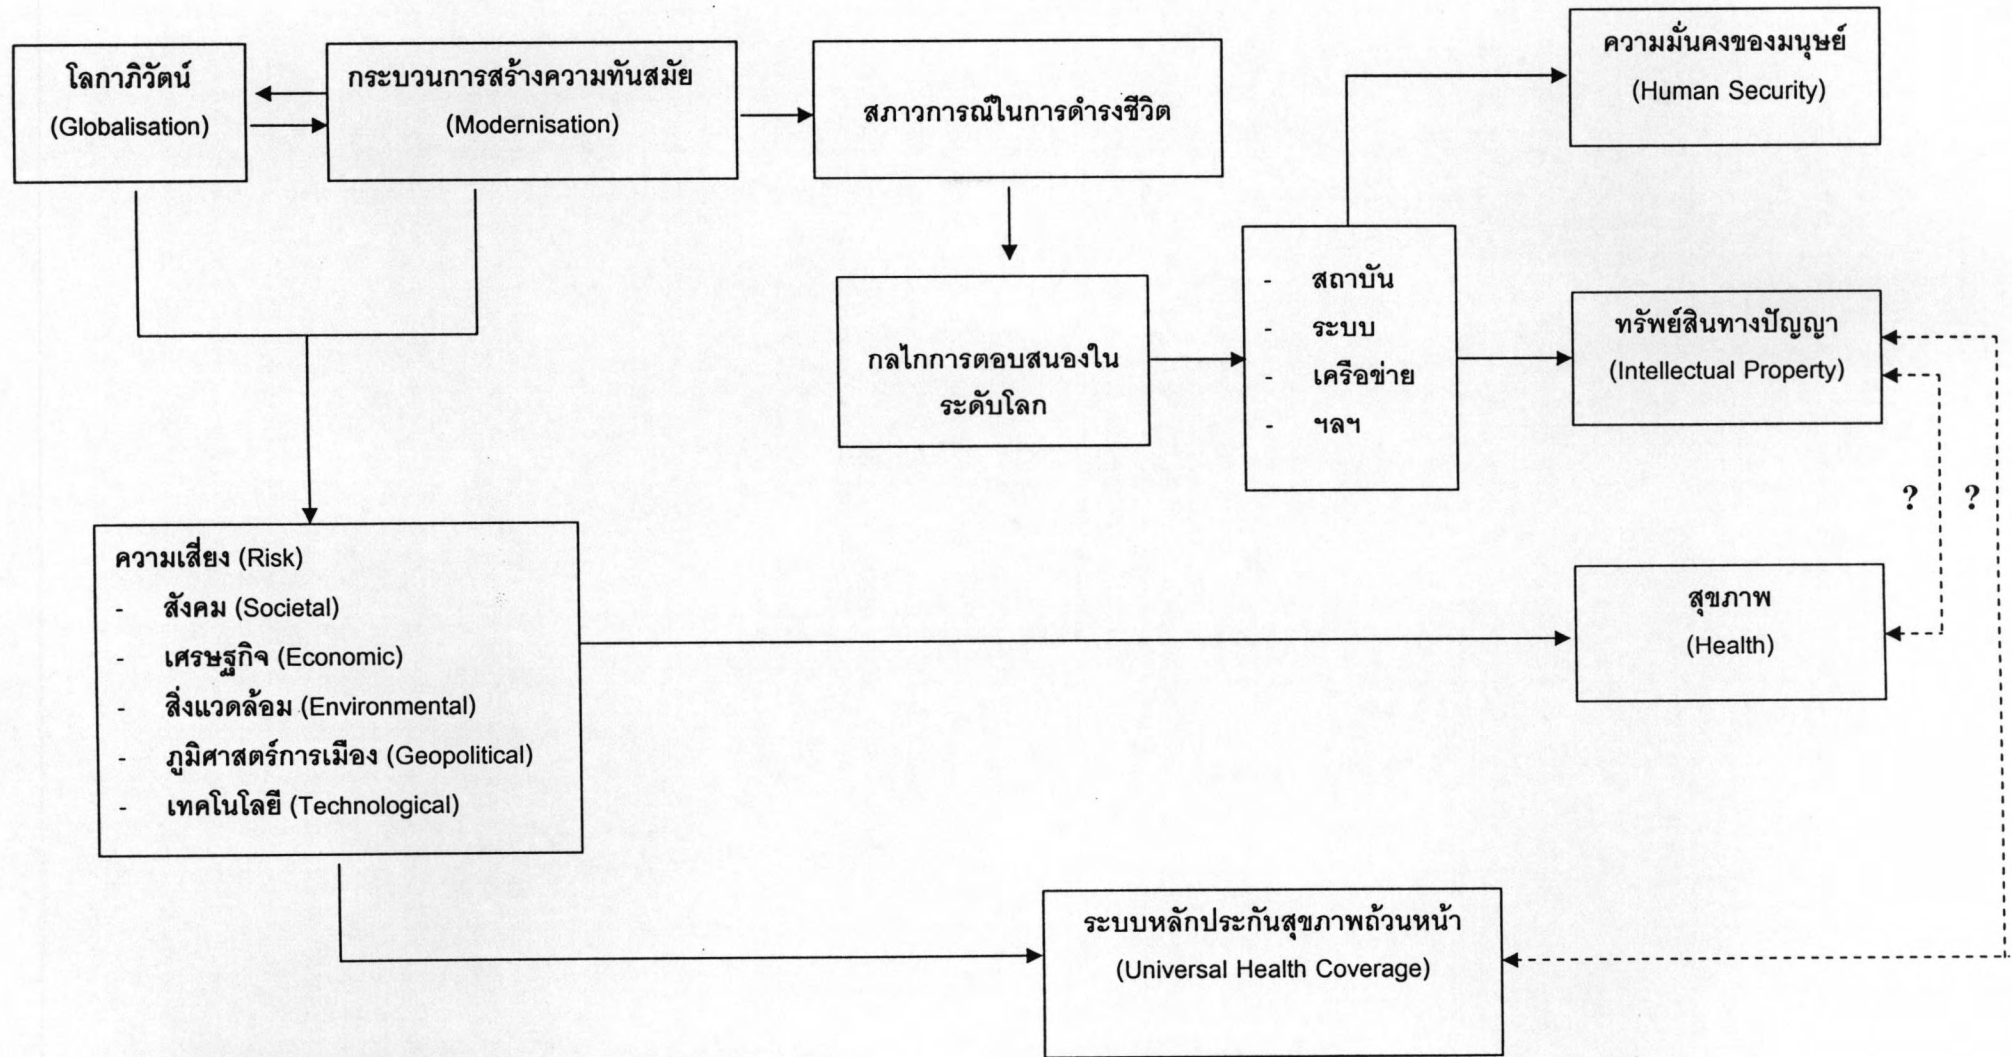 โลกาภิวัตน์
(Globalisation)
กระบวนการสร้างความทันสมัย
(Modernisation)
สภาวการณ์ในการดำรงชีวิต
ความมั่นคงของมนุษย์
(Human Security)
กลไกการตอบสนองใน
ระดับโลก
- สถาบัน
- ระบบ
- เครือข่าย
- ฯลฯ
ทรัพย์สินทางปัญญา
(Intellectual Property)
? ?
ความเสี่ยง (Risk)
- สังคม (Societal)
- เศรษฐกิจ (Economic)
- สิ่งแวดล้อม (Environmental)
- ภูมิศาสตร์การเมือง (Geopolitical)
- เทคโนโลยี (Technological)
สุขภาพ
(Health)
ระบบหลักประกันสุขภาพถ้วนหน้า
(Universal Health Coverage)